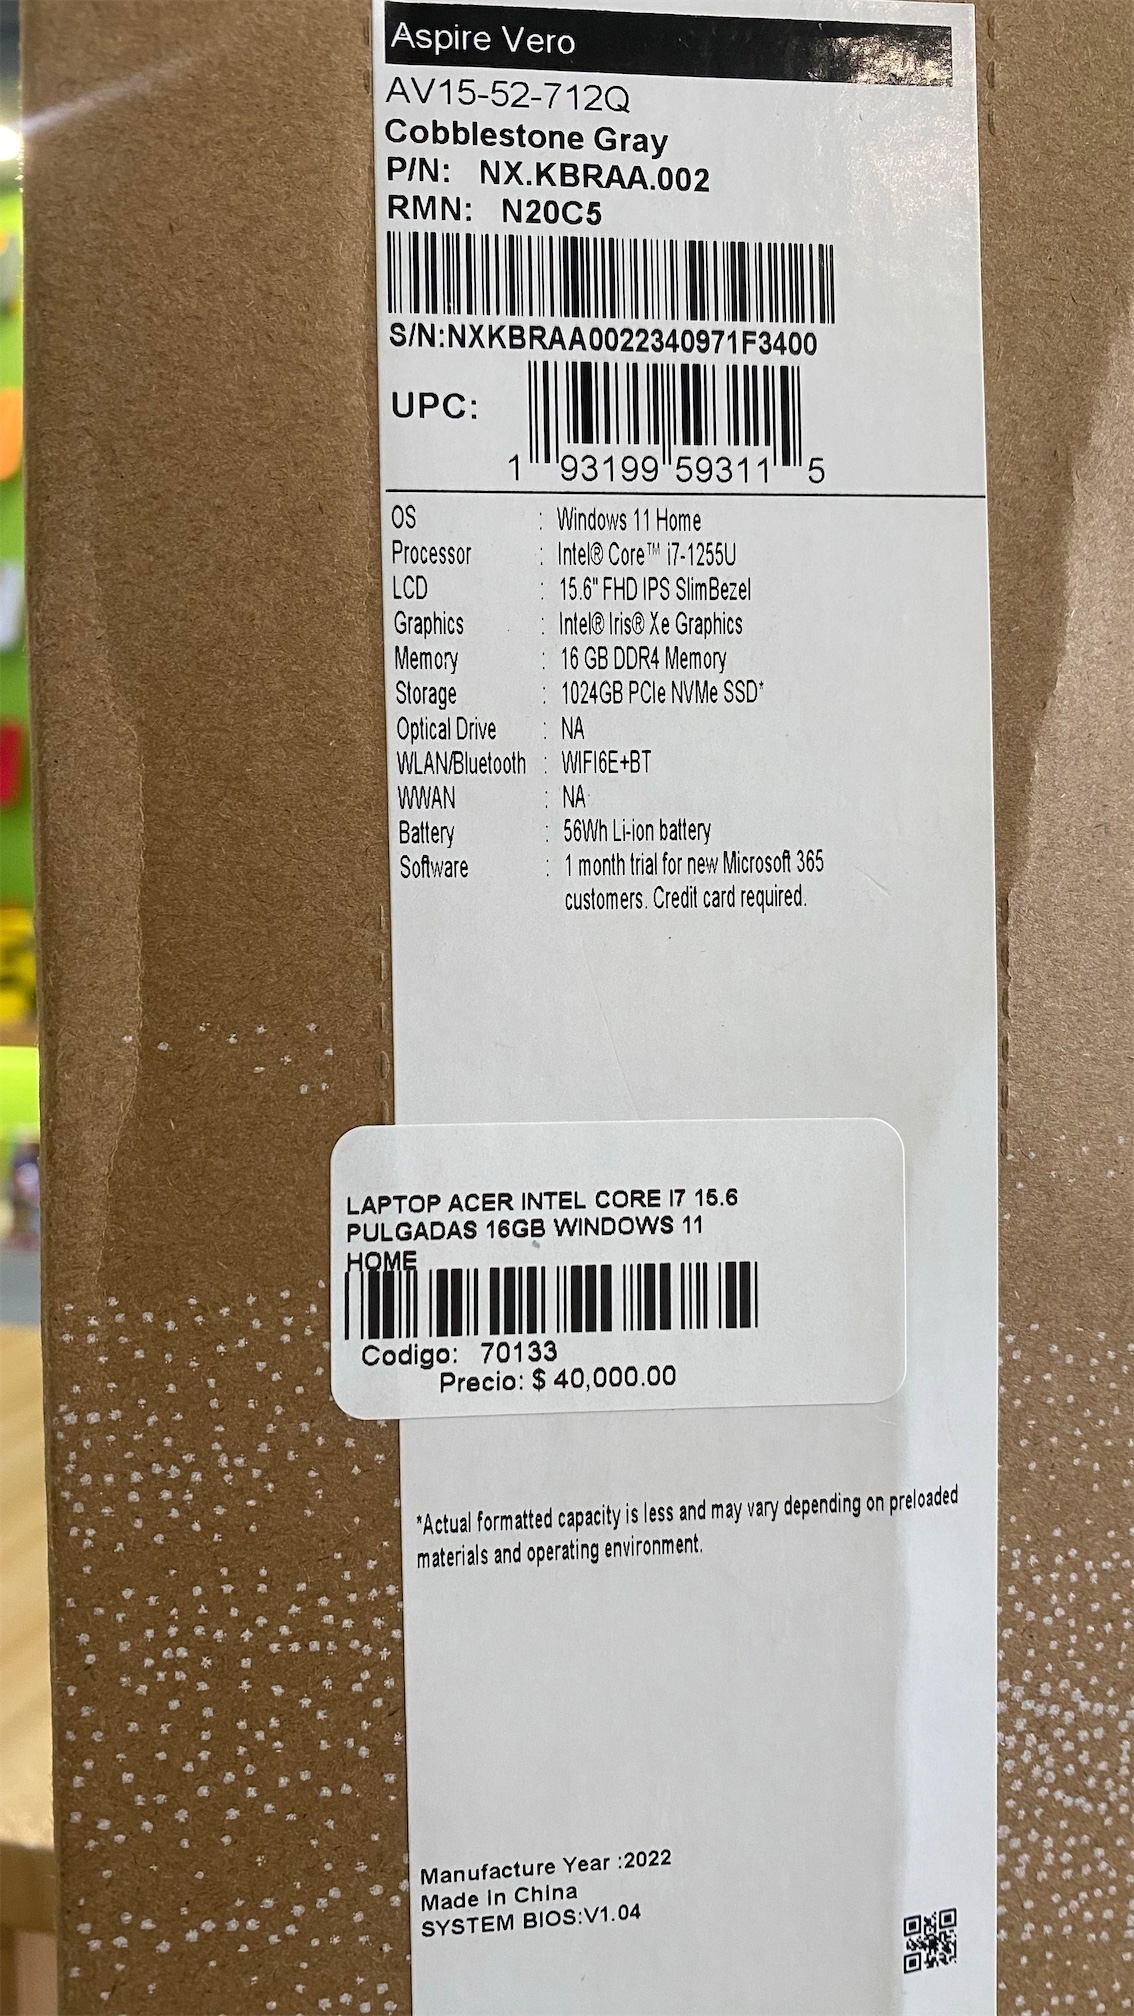 Aspire Vero
AV15-52-712Q
Cobblestone Gray
P/N: NX.KBRAA.002
RMN: N20C5
S/N:NXKBRAA0022340971F3400
UPC:
1 93199 59311 5
OS : Windows 11 Home
Processor : Intel® Core™ i7-1255U
LCD : 15.6" FHD IPS SlimBezel
Graphics : Intel® Iris® Xe Graphics
Memory : 16 GB DDR4 Memory
Storage : 1024GB PCIe NVMe SSD*
Optical Drive : NA
WLAN/Bluetooth : WIFI6E+BT
WWAN : NA
Battery : 56Wh Li-ion battery
Software : 1 month trial for new Microsoft 365
customers. Credit card required.
LAPTOP ACER INTEL CORE I7 15.6
PULGADAS 16GB WINDOWS 11
HOME
Codigo: 70133
Precio: $ 40,000.00
*Actual formatted capacity is less and may vary depending on preloaded
materials and operating environment.
Manufacture Year :2022
Made in China
SYSTEM BIOS:V1.04